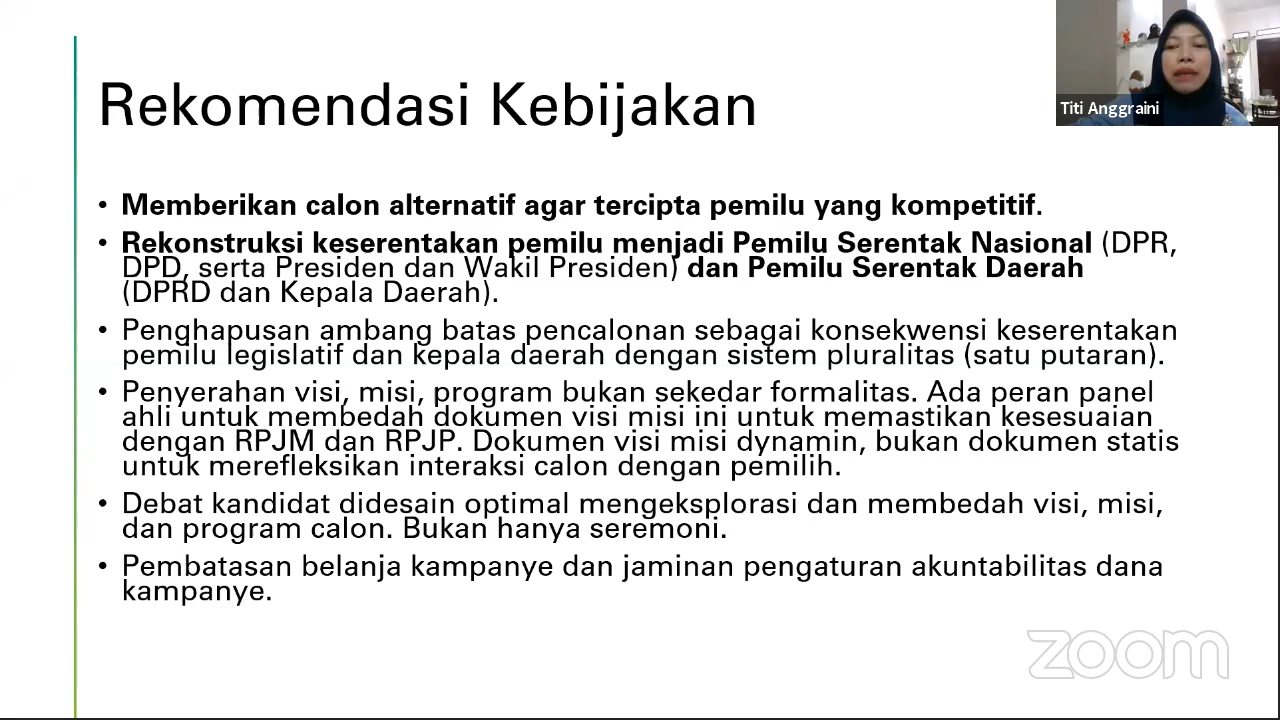 Rekomendasi Kebijakan
Titi Anggraini
• Memberikan calon alternatif agar tercipta pemilu yang kompetitif.
• Rekonstruksi keserentakan pemilu menjadi Pemilu Serentak Nasional (DPR,
DPD, serta Presiden dan Wakil Presiden) dan Pemilu Serentak Daerah
(DPRD dan Kepala Daerah).
• Penghapusan ambang batas pencalonan sebagai konsekwensi keserentakan
pemilu legislatif dan kepala daerah dengan sistem pluralitas (satu putaran).
• Penyerahan visi, misi, program bukan sekedar formalitas. Ada peran panel
ahli untuk membedah dokumen visi misi ini untuk memastikan kesesuaian
dengan RPJM dan RPJP. Dokumen visi misi dynamin, bukan dokumen statis
untuk merefleksikan interaksi calon dengan pemilih.
• Debat kandidat didesain optimal mengeksplorasi dan membedah visi, misi,
dan program calon. Bukan hanya seremoni.
• Pembatasan belanja kampanye dan jaminan pengaturan akuntabilitas dana
kampanye.
zoom